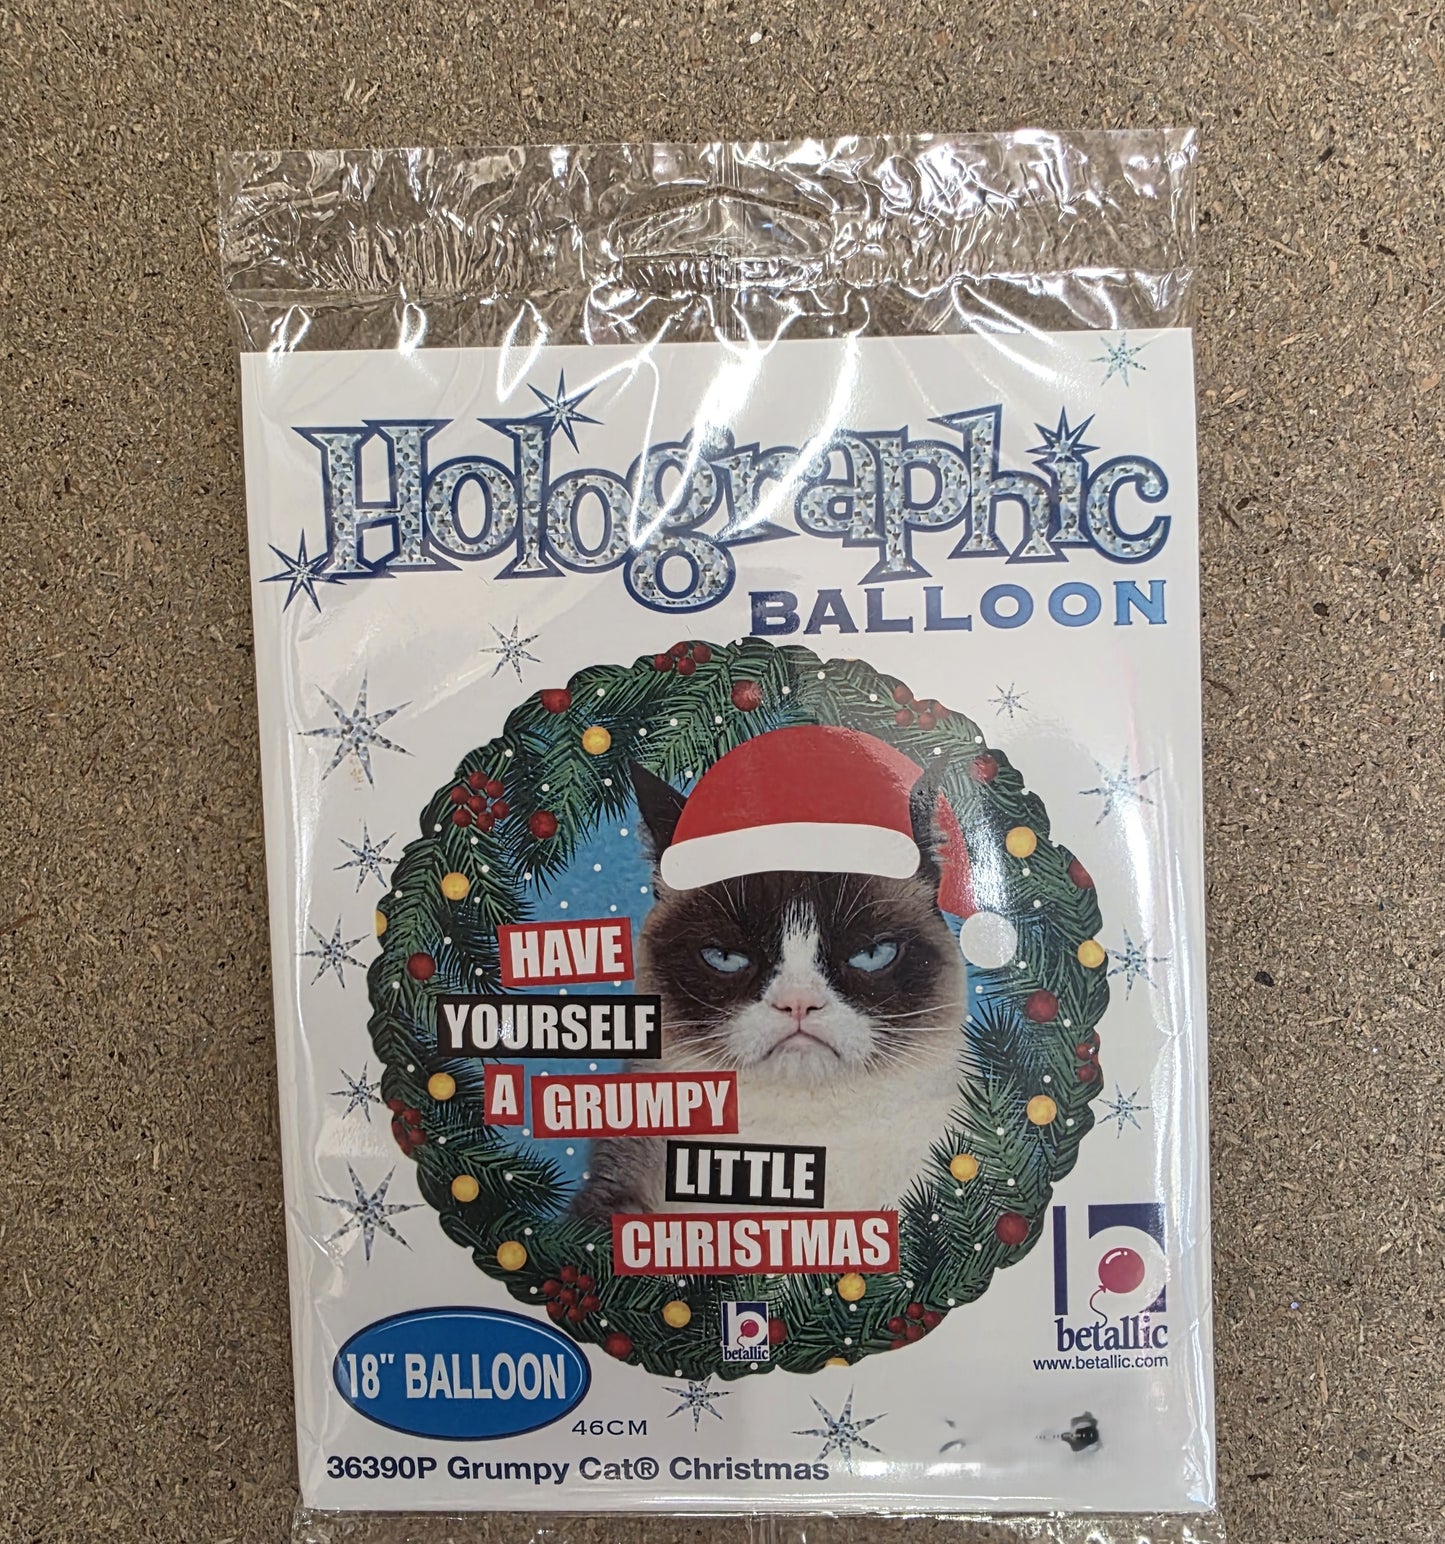 Holographic
BALLOON
HAVE
YOURSELF
A GRUMPY
LITTLE
CHRISTMAS
betallic
betallic
www.betallic.com
18" BALLOON
46CM
36390P Grumpy Cat® Christmas